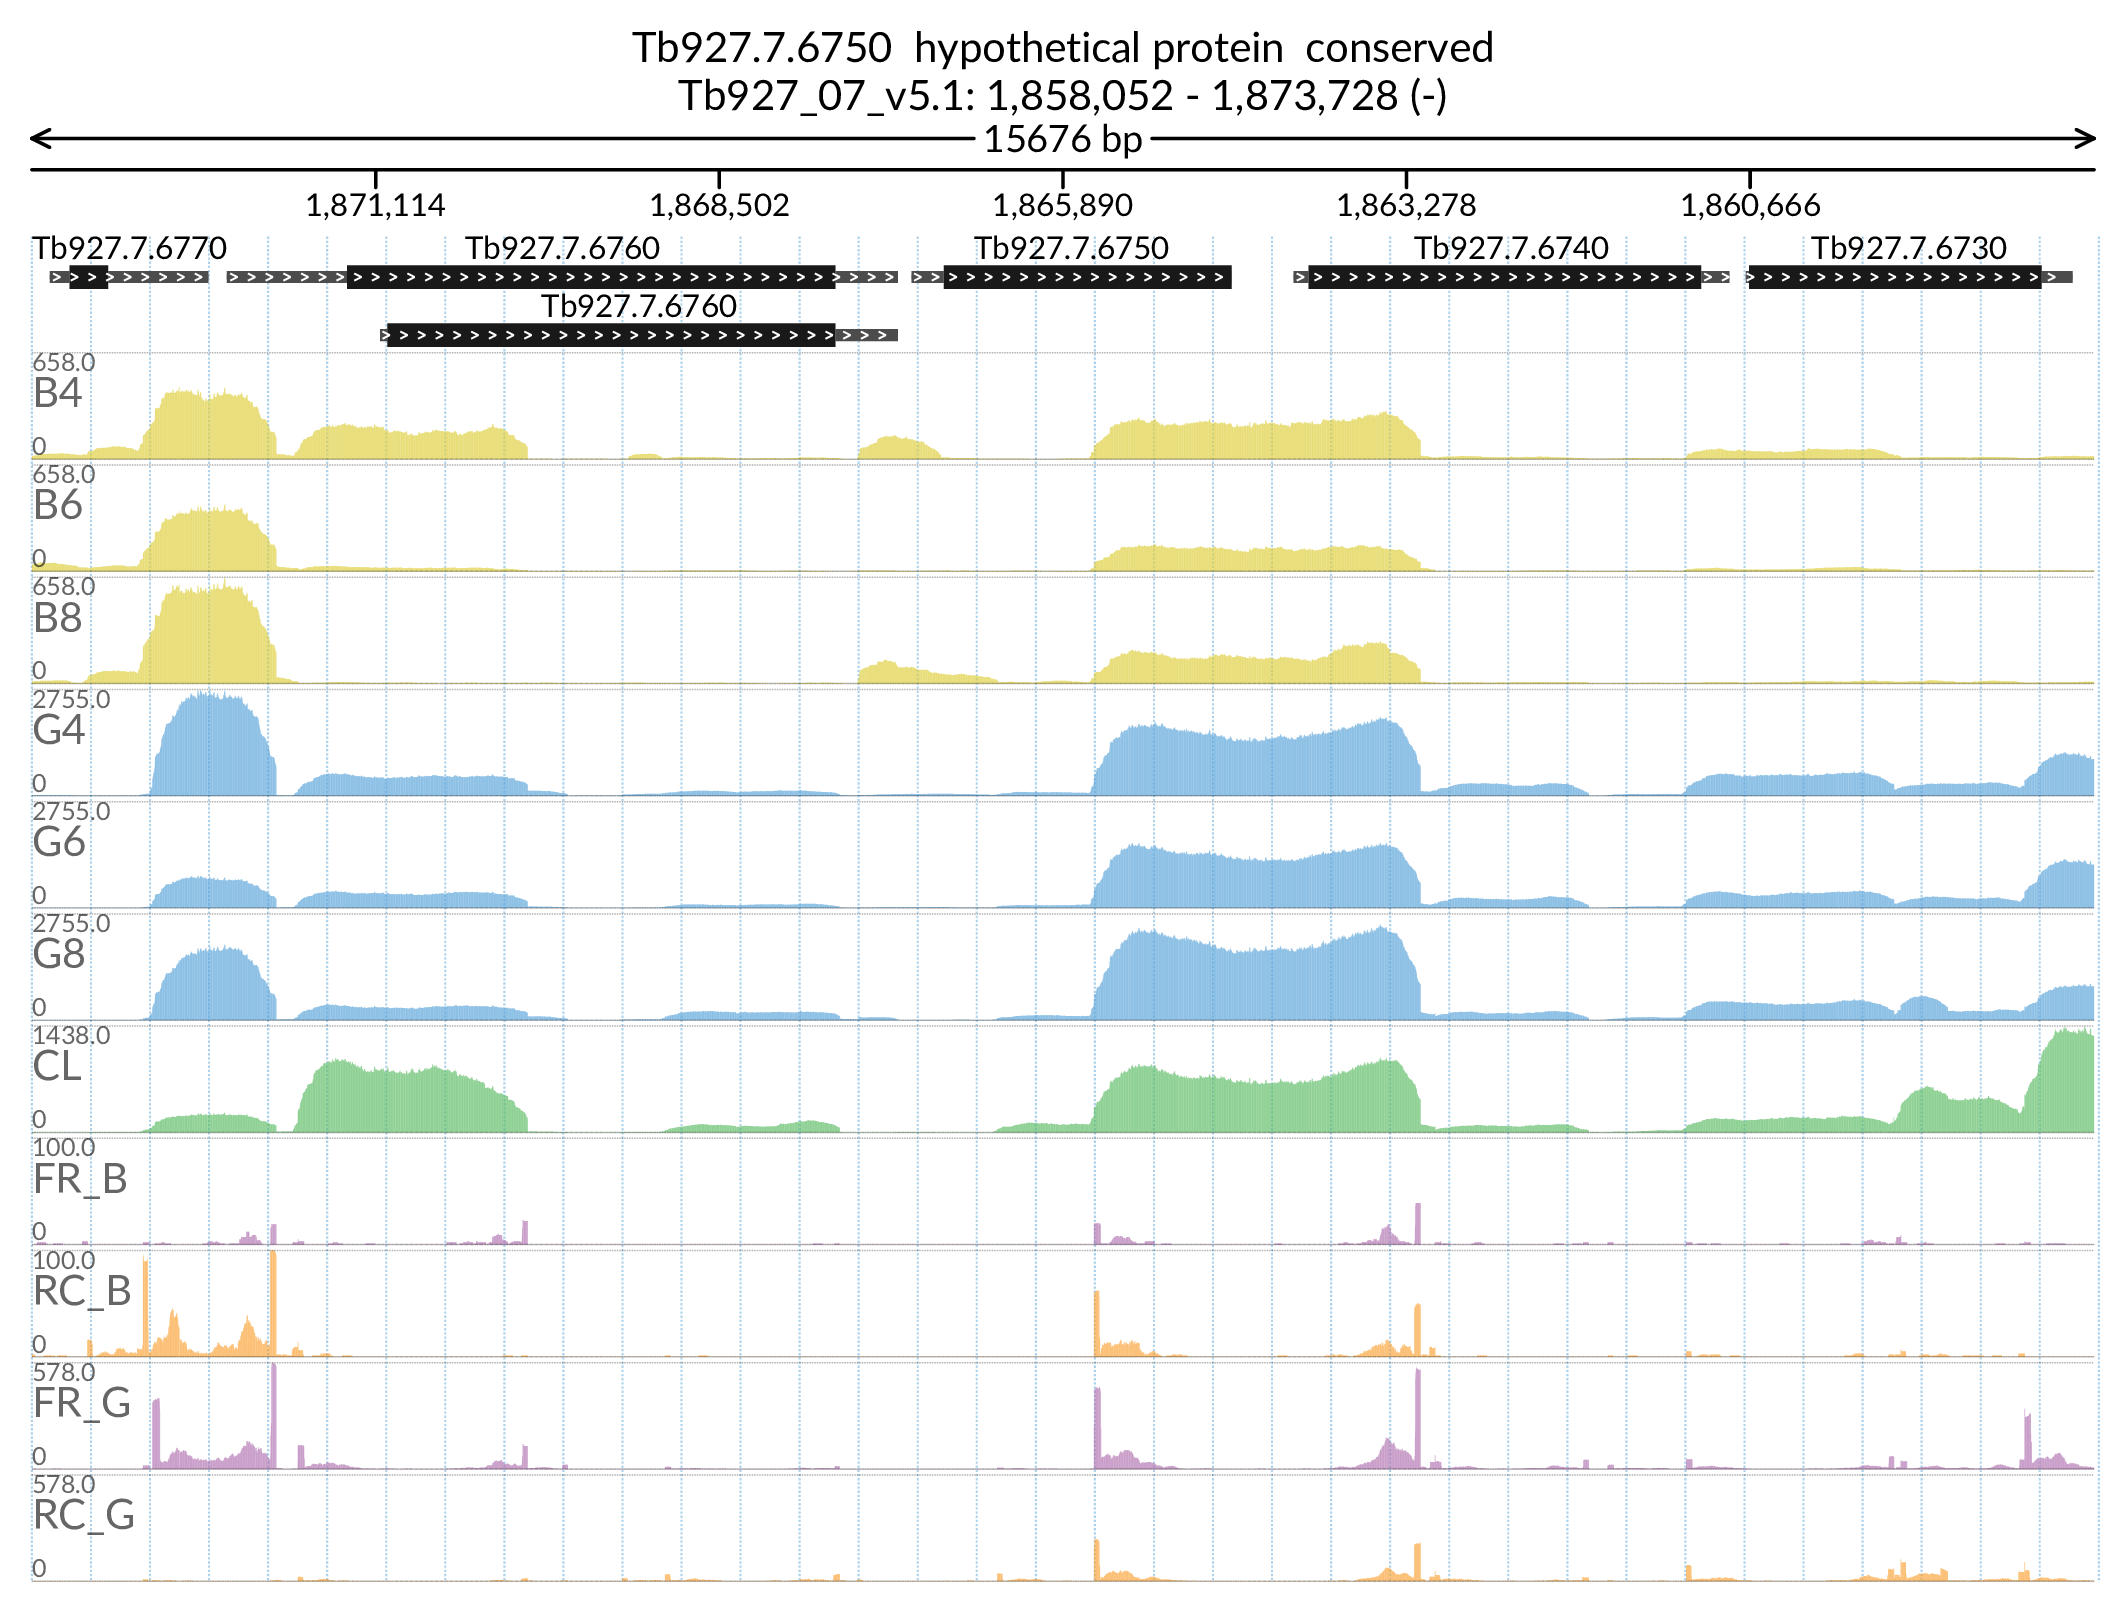 Tb927.7.6750  hypothetical protein  conserved
Tb927_07_v5.1: 1,858,052 - 1,873,728 (-)
15676 bp
1,871,114 1,868,502 1,865,890 1,863,278 1,860,666
Tb927.7.6770 Tb927.7.6760 Tb927.7.6750 Tb927.7.6740 Tb927.7.6730
Tb927.7.6760
658.0
B4
0
658.0
B6
0
658.0
B8
0
2755.0
G4
0
2755.0
G6
0
2755.0
G8
0
1438.0
CL
0
100.0
FR_B
0
100.0
RC_B
0
578.0
FR_G
0
578.0
RC_G
0